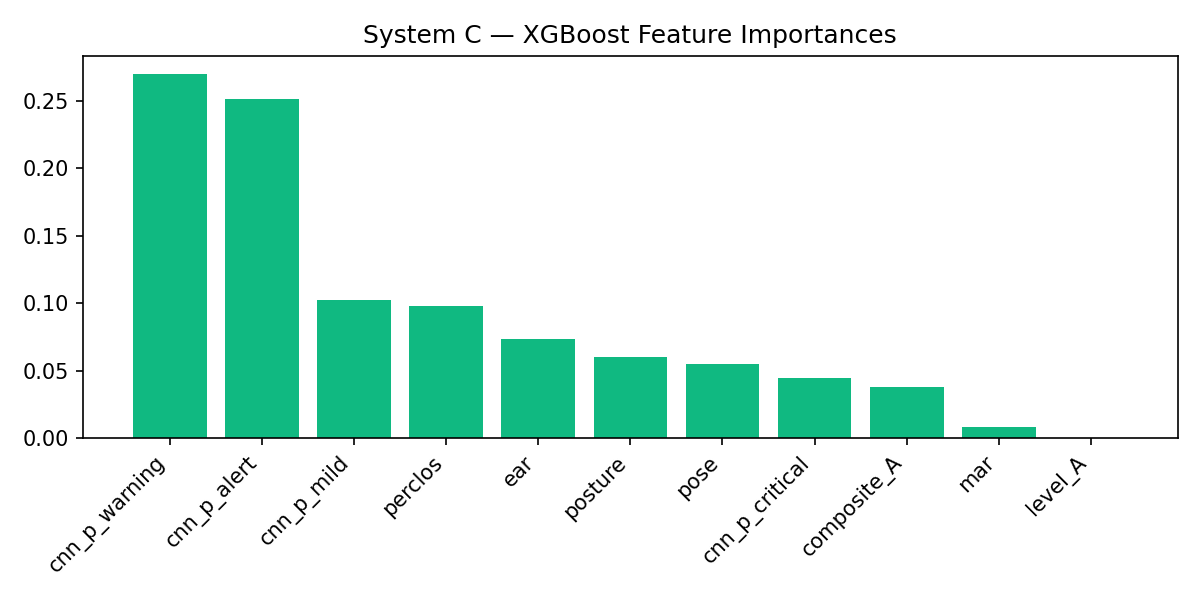 System C — XGBoost Feature Importances
0.25
0.20
0.15
0.10
0.05
0.00
cnn_p_warning
cnn_p_alert
cnn_p_mild
perclos
ear
posture
pose
cnn_p_critical
composite_A
mar
level_A